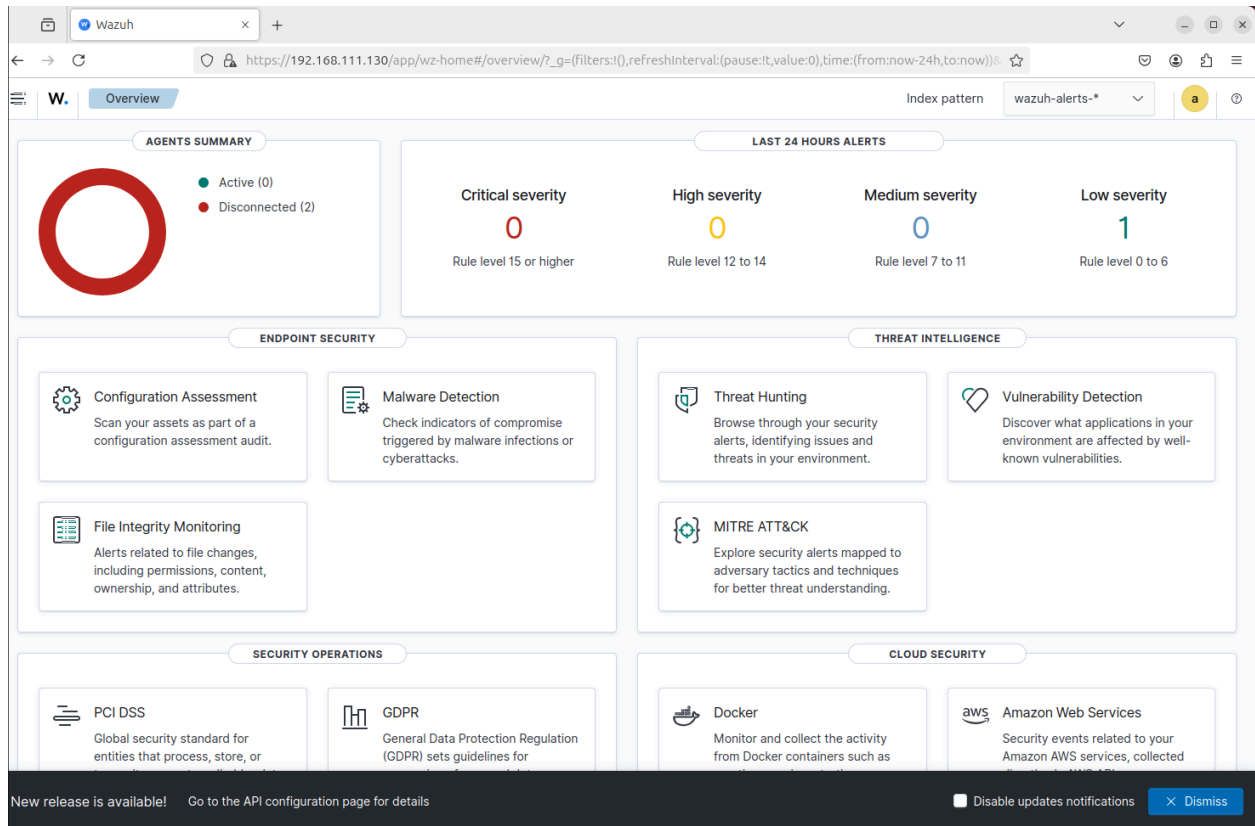 Wazuh
https://192.168.111.130/app/wz-home#/overview/?_g=(filters:!(),refreshInterval:(pause:!t,value:0),time:(from:now-24h,to:now))&
W.
Overview
Index pattern
wazuh-alerts-*
a
AGENTS SUMMARY
Active (0)
Disconnected (2)
LAST 24 HOURS ALERTS
Critical severity
0
Rule level 15 or higher
High severity
0
Rule level 12 to 14
Medium severity
0
Rule level 7 to 11
Low severity
1
Rule level 0 to 6
ENDPOINT SECURITY
Configuration Assessment
Scan your assets as part of a
configuration assessment audit.
Malware Detection
Check indicators of compromise
triggered by malware infections or
cyberattacks.
File Integrity Monitoring
Alerts related to file changes,
including permissions, content,
ownership, and attributes.
THREAT INTELLIGENCE
Threat Hunting
Browse through your security
alerts, identifying issues and
threats in your environment.
Vulnerability Detection
Discover what applications in your
environment are affected by well-
known vulnerabilities.
MITRE ATT&CK
Explore security alerts mapped to
adversary tactics and techniques
for better threat understanding.
SECURITY OPERATIONS
PCI DSS
Global security standard for
entities that process, store, or
GDPR
General Data Protection Regulation
(GDPR) sets guidelines for
CLOUD SECURITY
Docker
Monitor and collect the activity
from Docker containers such as
aws
Amazon Web Services
Security events related to your
Amazon AWS services, collected
New release is available!
Go to the API configuration page for details
Disable updates notifications
Dismiss